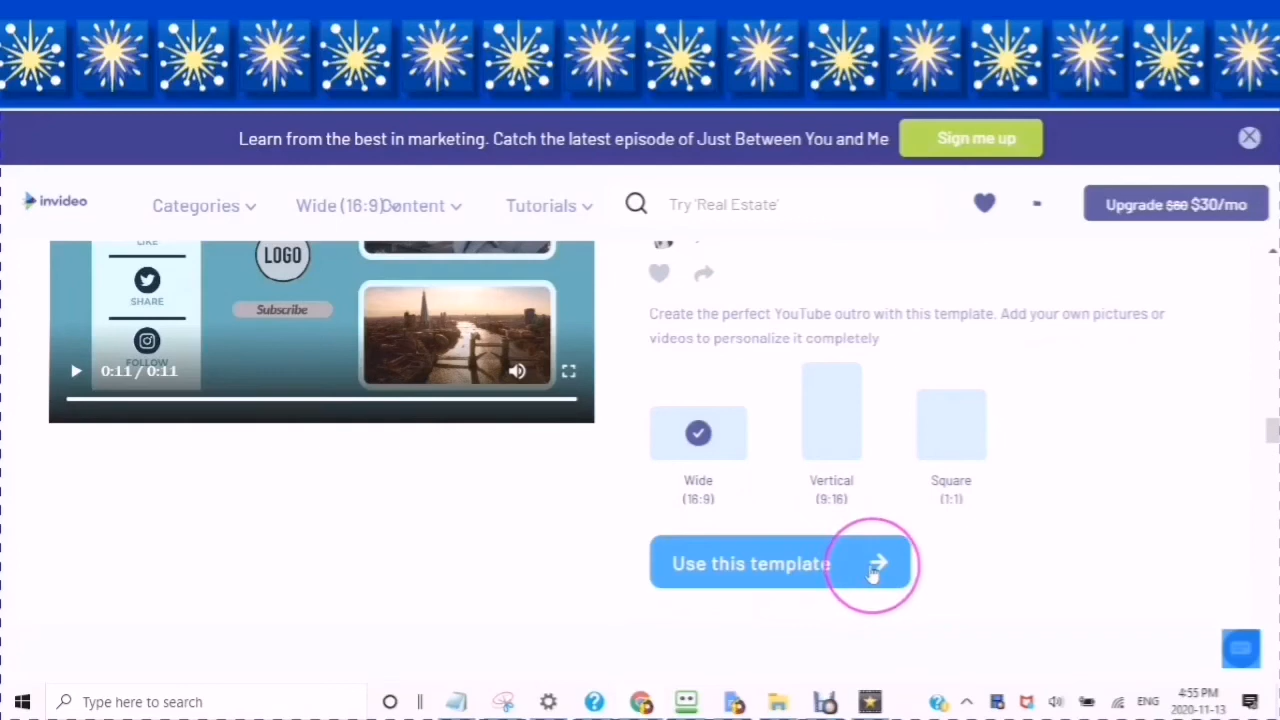 Learn from the best in marketing. Catch the latest episode of Just Between You and Me
Sign me up
invideo
Categories
Wide (16:9)
Content
Tutorials
Try 'Real Estate'
Upgrade $60 $30/mo
LIKE
LOGO
SHARE
Subscribe
FOLLOW
0:11 / 0:11
Create the perfect YouTube outro with this template. Add your own pictures or
videos to personalize it completely
Wide
(16:9)
Vertical
(9:16)
Square
(1:1)
Use this template
Type here to search
ENG
4:55 PM
2020-11-13